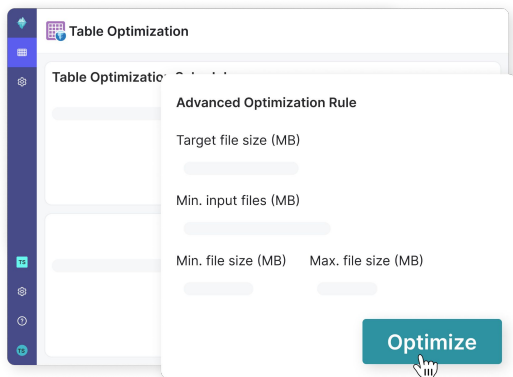 Table Optimization
Table Optimization
Advanced Optimization Rule
Target file size (MB)
Min. input files (MB)
Min. file size (MB) Max. file size (MB)
TS
TS
Optimize